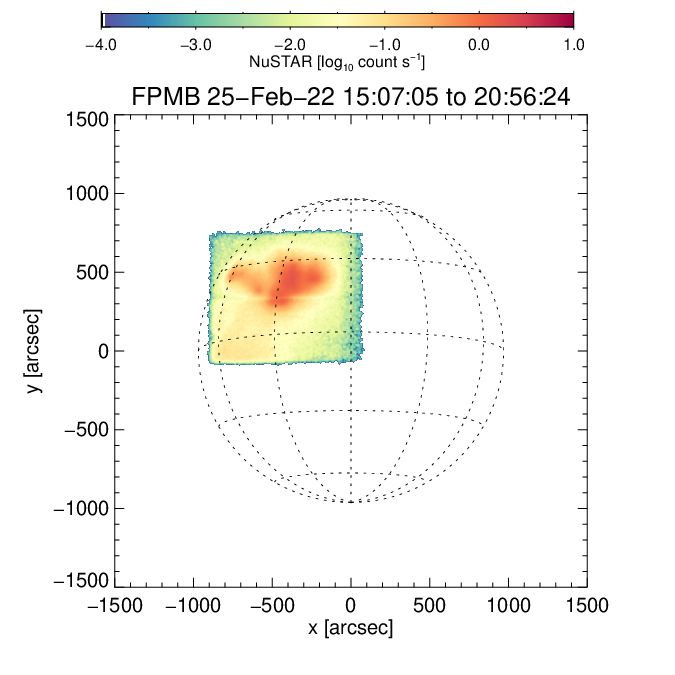 −4.0 −3.0 −2.0 −1.0 0.0 1.0
NuSTAR [log₁₀ count s⁻¹]
FPMB 25−Feb−22 15:07:05 to 20:56:24
1500
1000
500
0
−500
−1000
−1500
y [arcsec]
−1500 −1000 −500 0 500 1000 1500
x [arcsec]